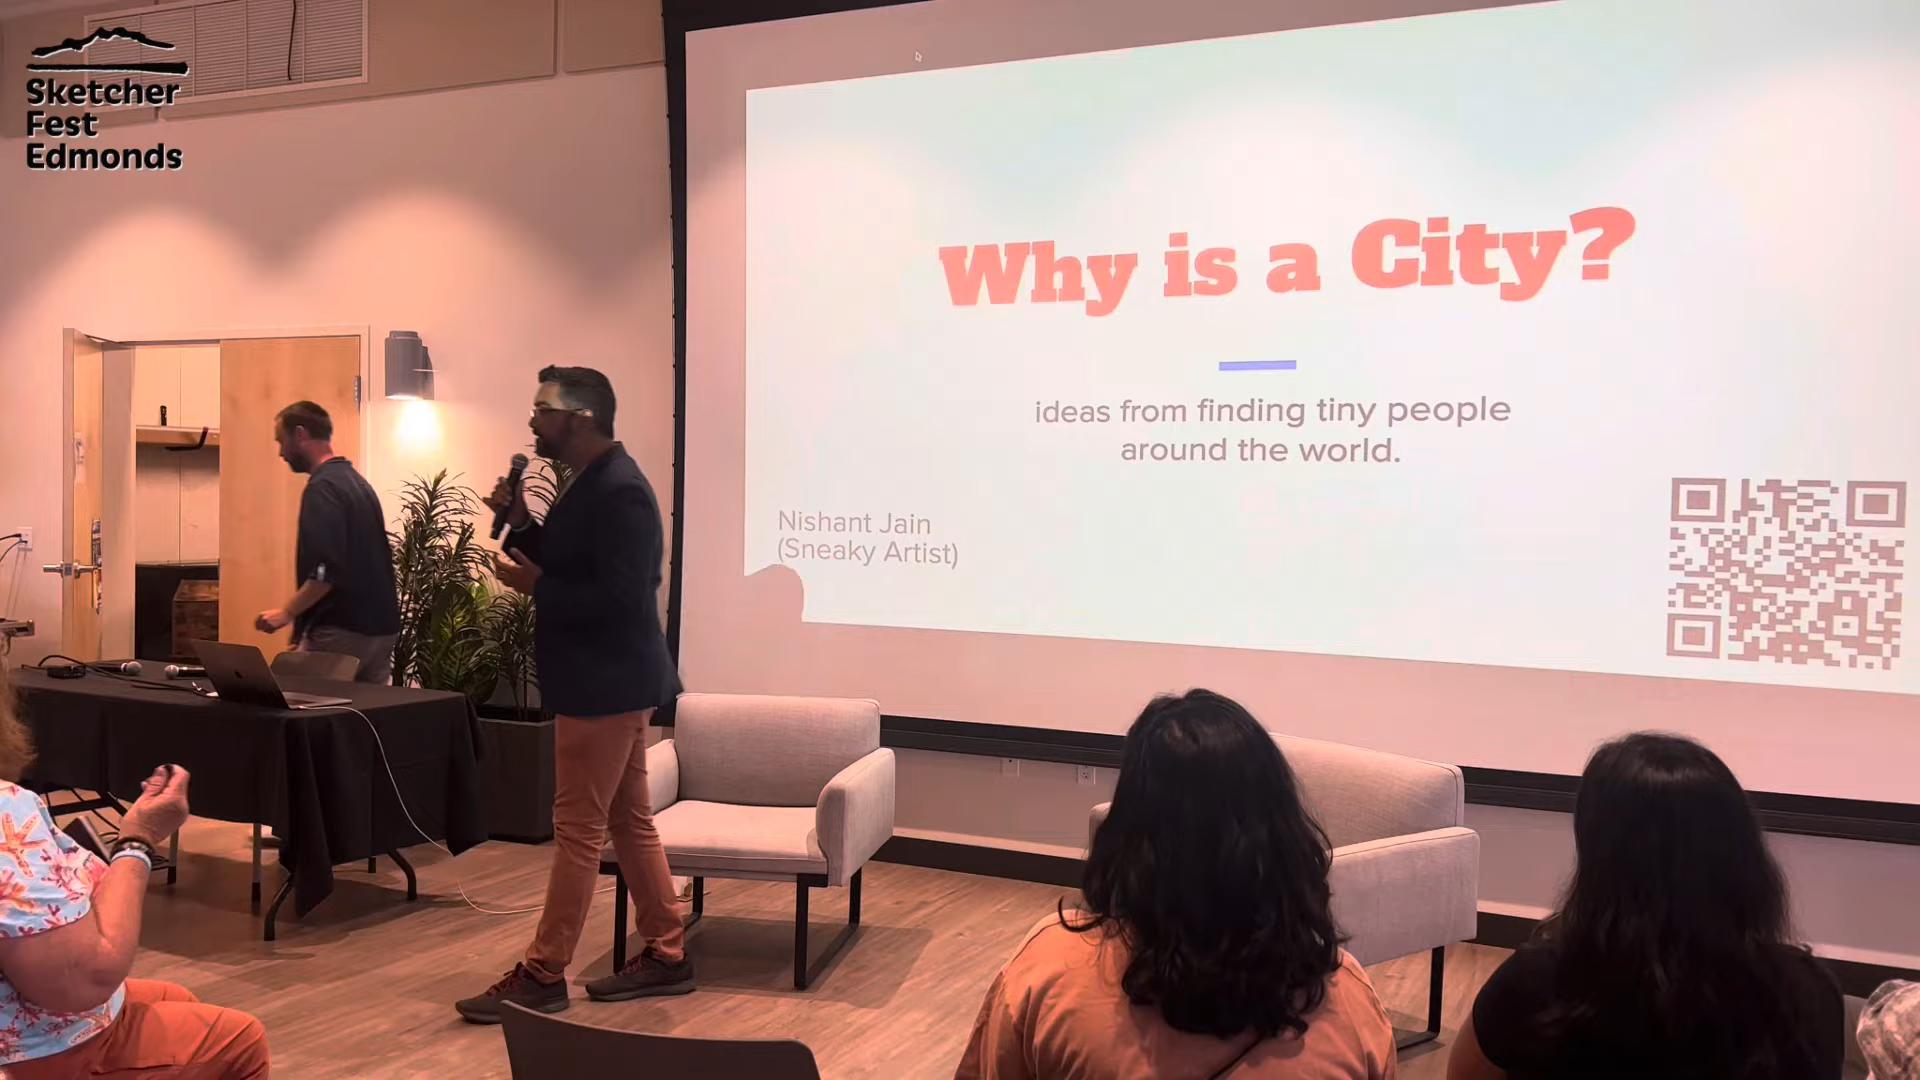 Sketcher
Fest
Edmonds
Why is a City?
ideas from finding tiny people
around the world.
Nishant Jain
(Sneaky Artist)